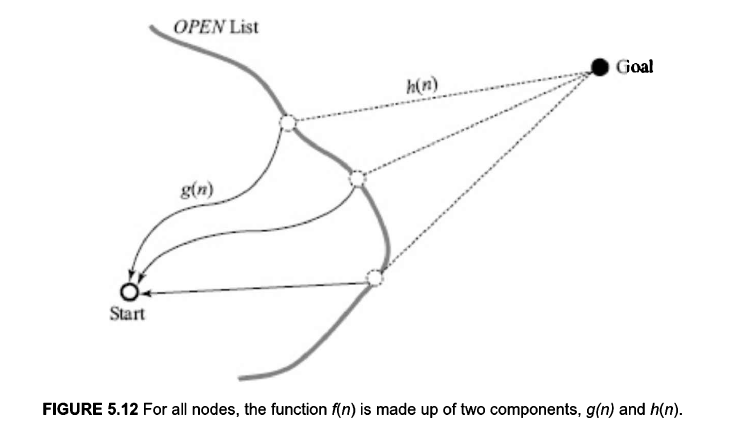 OPEN List
Goal
h(n)
g(n)
Start
FIGURE 5.12 For all nodes, the function f(n) is made up of two components, g(n) and h(n).